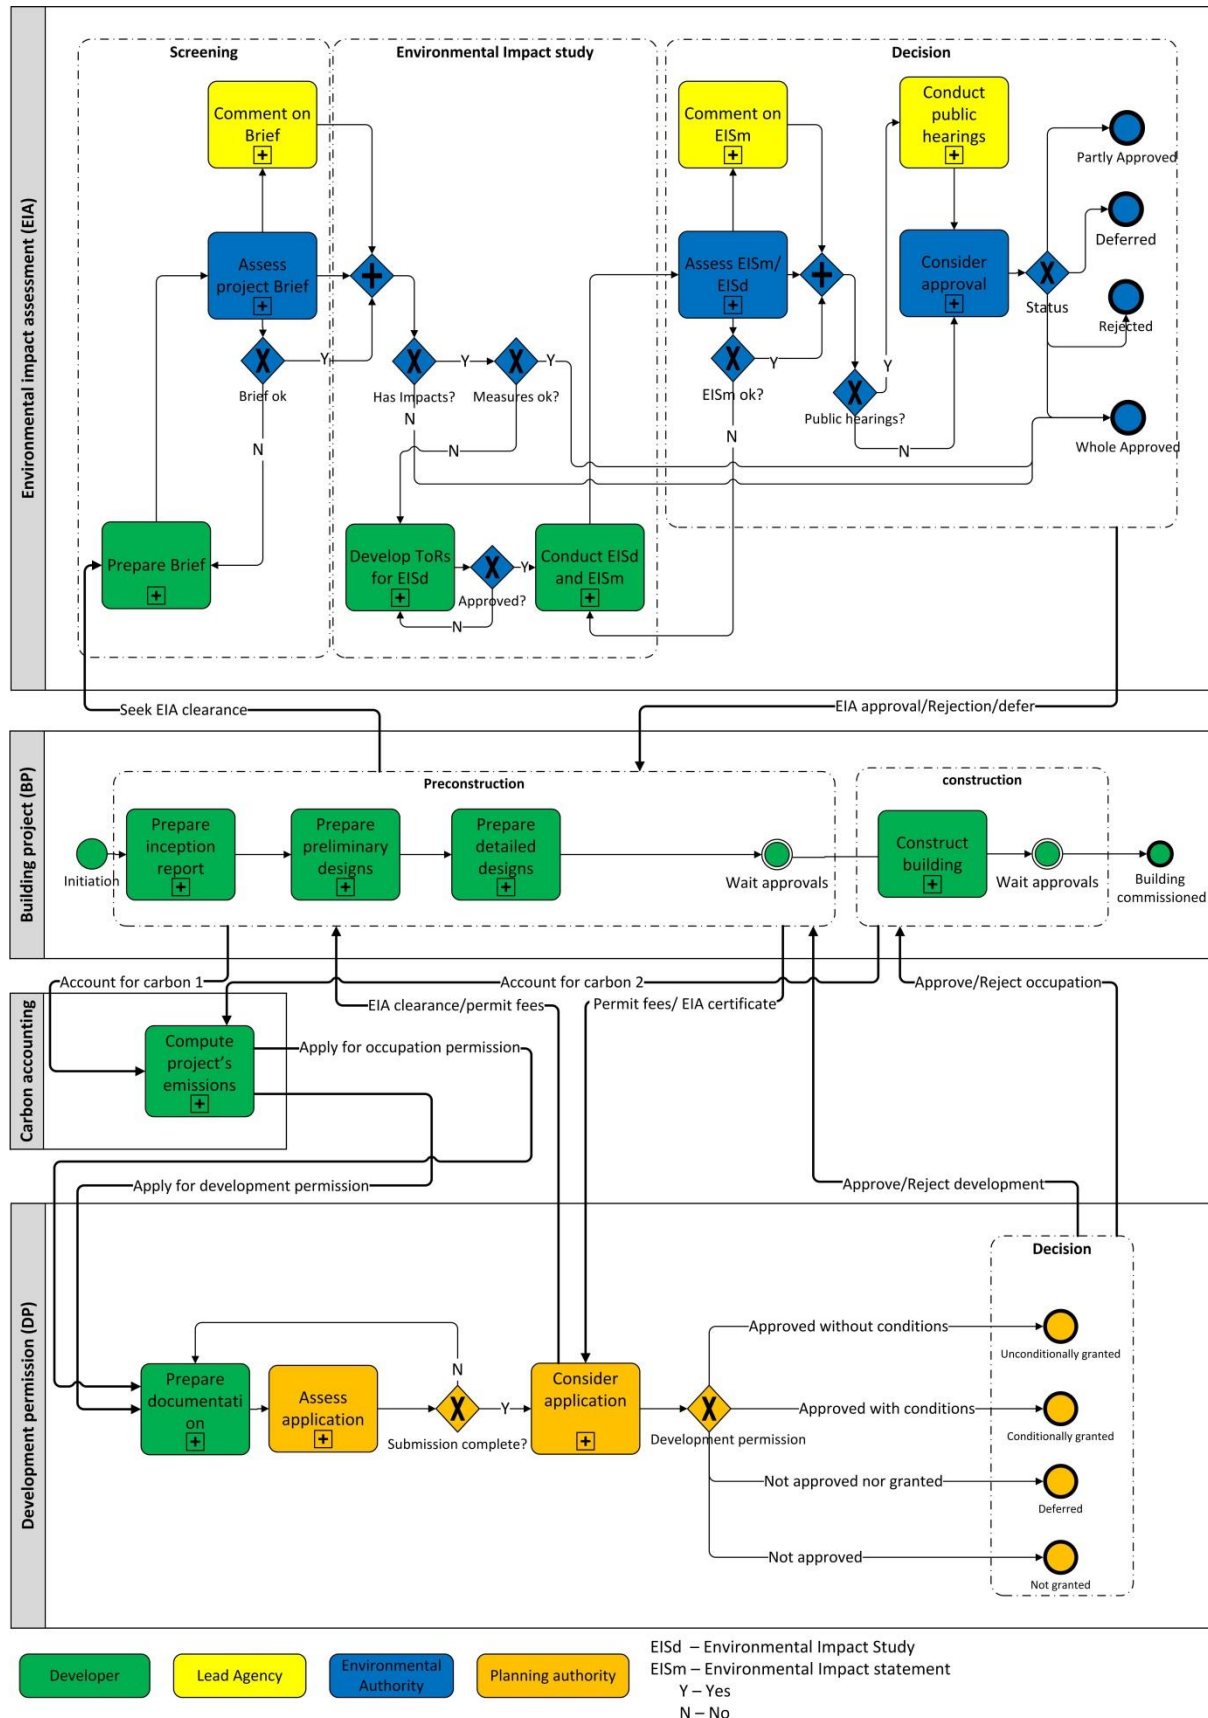 Environmental impact assessment (EIA)
Screening
Environmental Impact study
Decision
Comment on
Brief
Comment on
EISm
Conduct
public
hearings
Partly Approved
Assess
project Brief
Assess EISm/
EISd
Consider
approval
Deferred
Status
Rejected
Y
Brief ok
Y
Has Impacts?
Y
Measures ok?
Y
EISm ok?
Y
Public hearings?
Y
N
N
N
N
N
Whole Approved
Prepare Brief
Develop ToRs
for EISd
Approved?
Y
N
Conduct EISd
and EISm
Seek EIA clearance
EIA approval/Rejection/defer
Building project (BP)
Preconstruction
construction
Initiation
Prepare
inception
report
Prepare
preliminary
designs
Prepare
detailed
designs
Wait approvals
Construct
building
Wait approvals
Building
commissioned
Account for carbon 1
Account for carbon 2
Approve/Reject occupation
EIA clearance/permit fees
Permit fees/ EIA certificate
Carbon accounting
Compute
project's
emissions
Apply for occupation permission
Apply for development permission
Approve/Reject development
Development permission (DP)
Decision
Approved without conditions
Unconditionally granted
N
Prepare
documentati
on
Assess
application
Submission complete?
Y
Consider
application
Development permission
Approved with conditions
Conditionally granted
Not approved nor granted
Deferred
Not approved
Not granted
Developer
Lead Agency
Environmental
Authority
Planning authority
EISd – Environmental Impact Study
EISm – Environmental Impact statement
Y – Yes
N – No